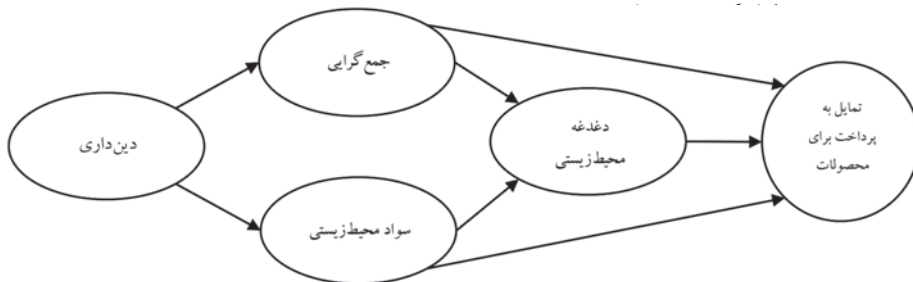 جمع‌گرایی
دین‌داری
دغدغه
محیط‌زیستی
تمایل به
پرداخت برای
محصولات
سواد محیط‌زیستی